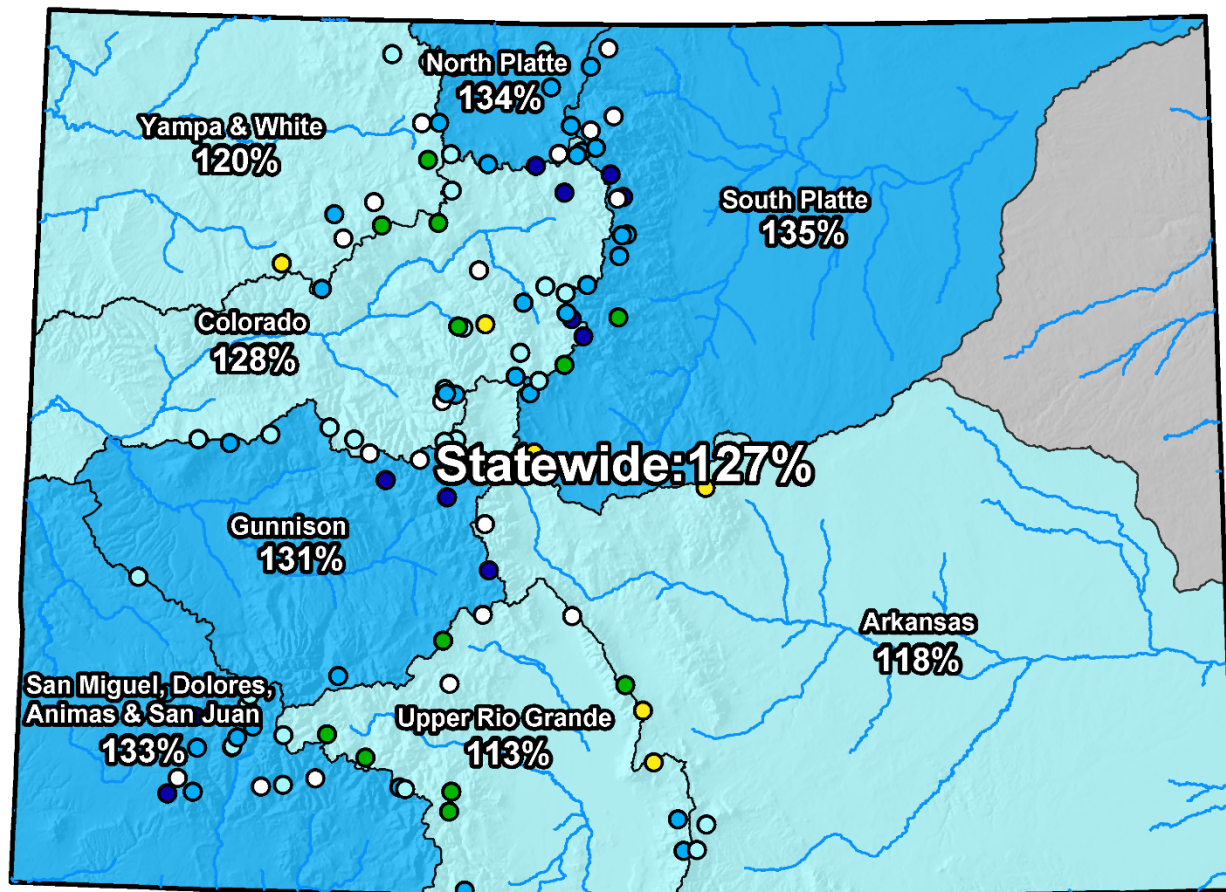 North Platte
134%
Yampa & White
120%
South Platte
135%
Colorado
128%
Statewide:127%
Gunnison
131%
Arkansas
118%
San Miguel, Dolores,
Animas & San Juan
133%
Upper Rio Grande
113%